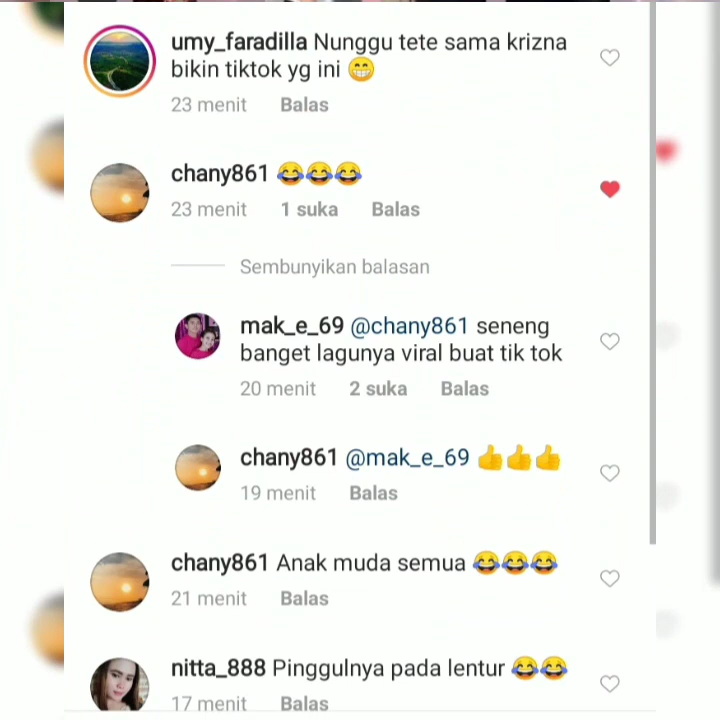 umy_faradilla Nunggu tete sama krizna
bikin tiktok yg ini 😁
23 menit Balas
chany861 😂😂😂
23 menit 1 suka Balas
Sembunyikan balasan
mak_e_69 @chany861 seneng
banget lagunya viral buat tik tok
20 menit 2 suka Balas
chany861 @mak_e_69 👍👍👍
19 menit Balas
chany861 Anak muda semua 😂😂😂
21 menit Balas
nitta_888 Pinggulnya pada lentur 😂😂
17 menit Balas